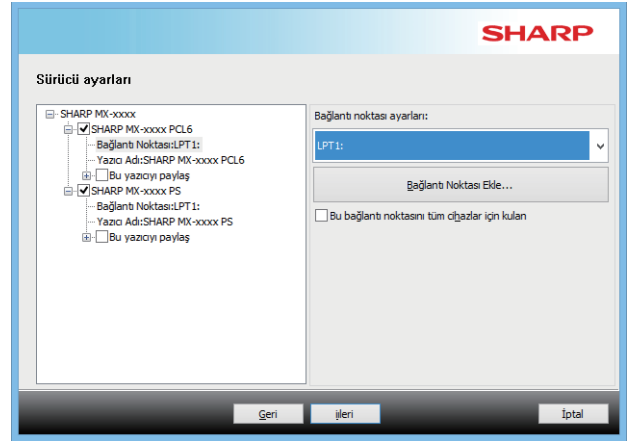 SHARP
Sürücü ayarları
SHARP MX-xxxx
SHARP MX-xxxx PCL6
Bağlantı Noktası:LPT1:
Yazıcı Adı:SHARP MX-xxxx PCL6
Bu yazıcıyı paylaş
SHARP MX-xxxx PS
Bağlantı Noktası:LPT1:
Yazıcı Adı:SHARP MX-xxxx PS
Bu yazıcıyı paylaş
Bağlantı noktası ayarları:
LPT1:
Bağlantı Noktası Ekle...
Bu bağlantı noktasını tüm cihazlar için kulan
Geri
iileri
İptal